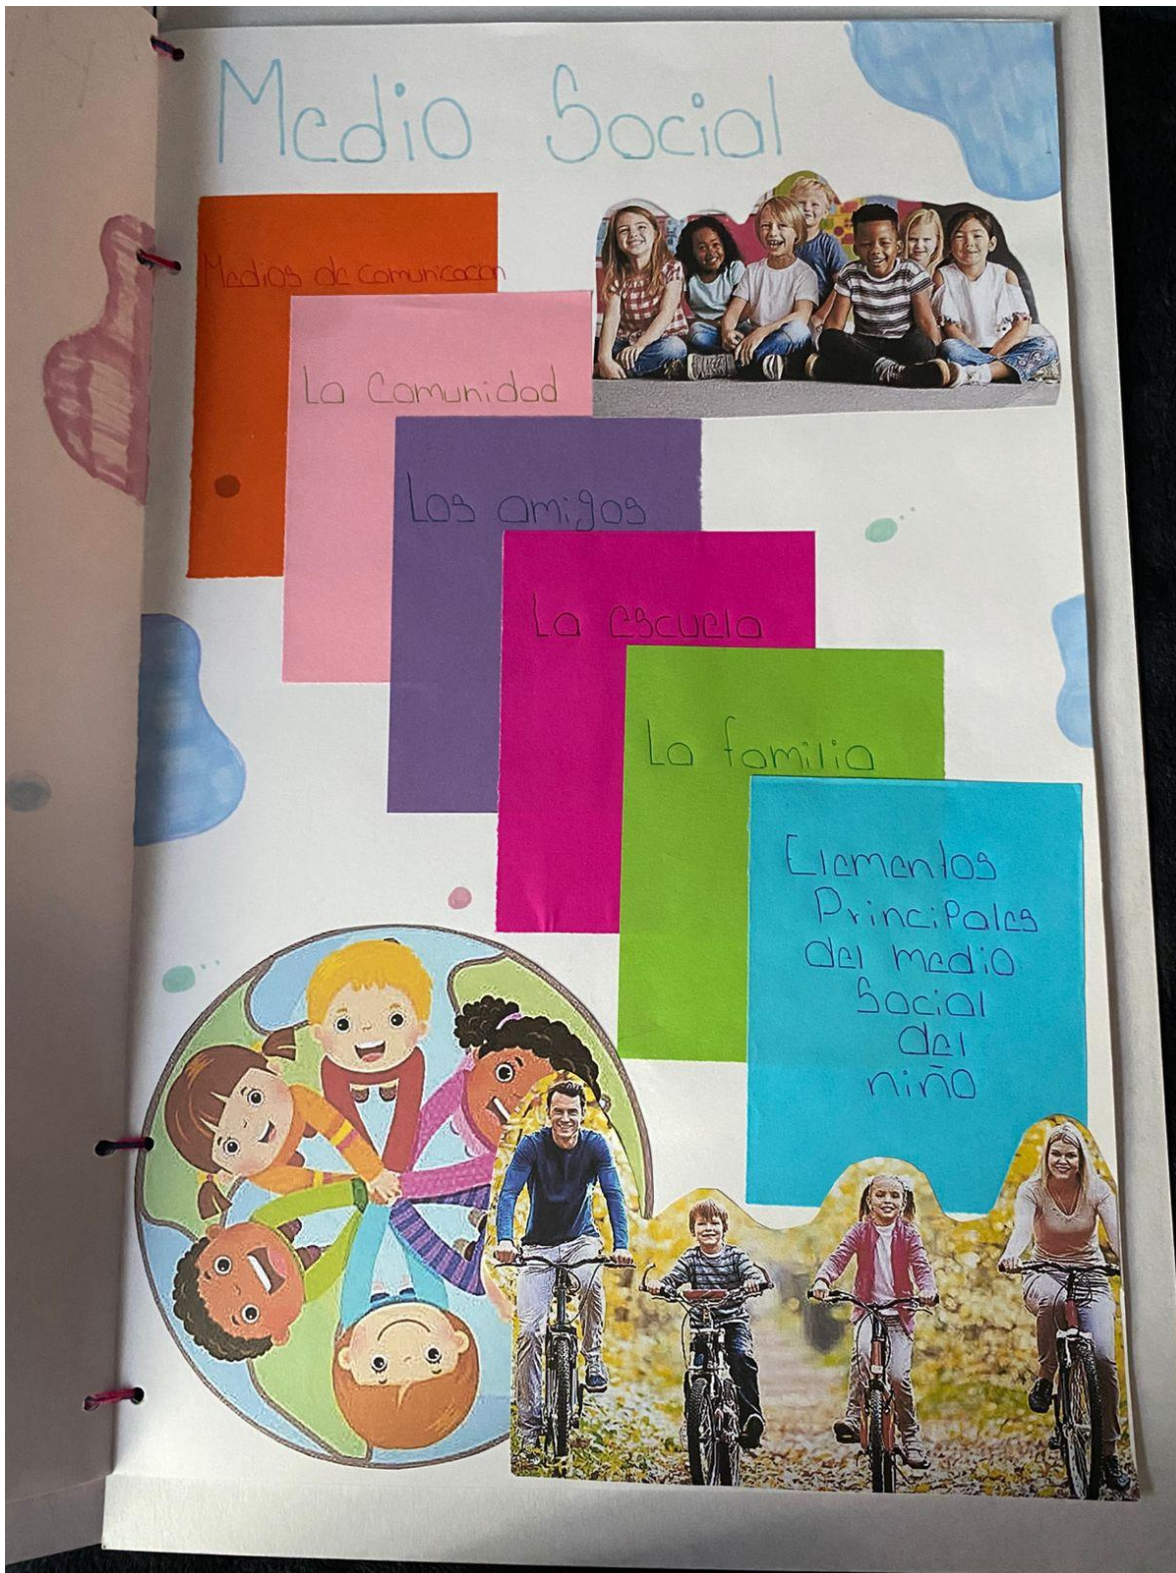 Medio Social
Medios de comunicacion
La Comunidad
Los amigos
La escuela
La familia
Elementos
Principales
del medio
Social
del
niño